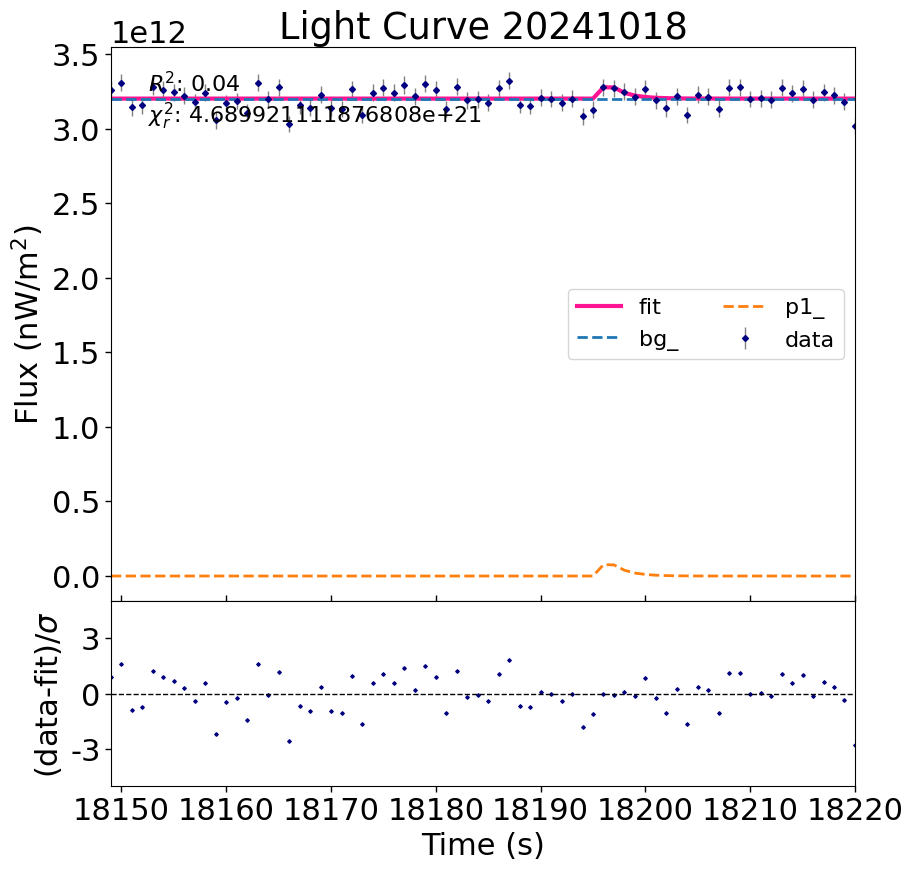 Light Curve 20241018
1e12
3.5
3.0
2.5
2.0
1.5
1.0
0.5
0.0
Flux (nW/m²)
R²: 0.04
χ²ᵣ: 4.689921111876808e+21
fit
bg_
p1_
data
3
0
-3
(data-fit)/σ
18150 18160 18170 18180 18190 18200 18210 18220
Time (s)